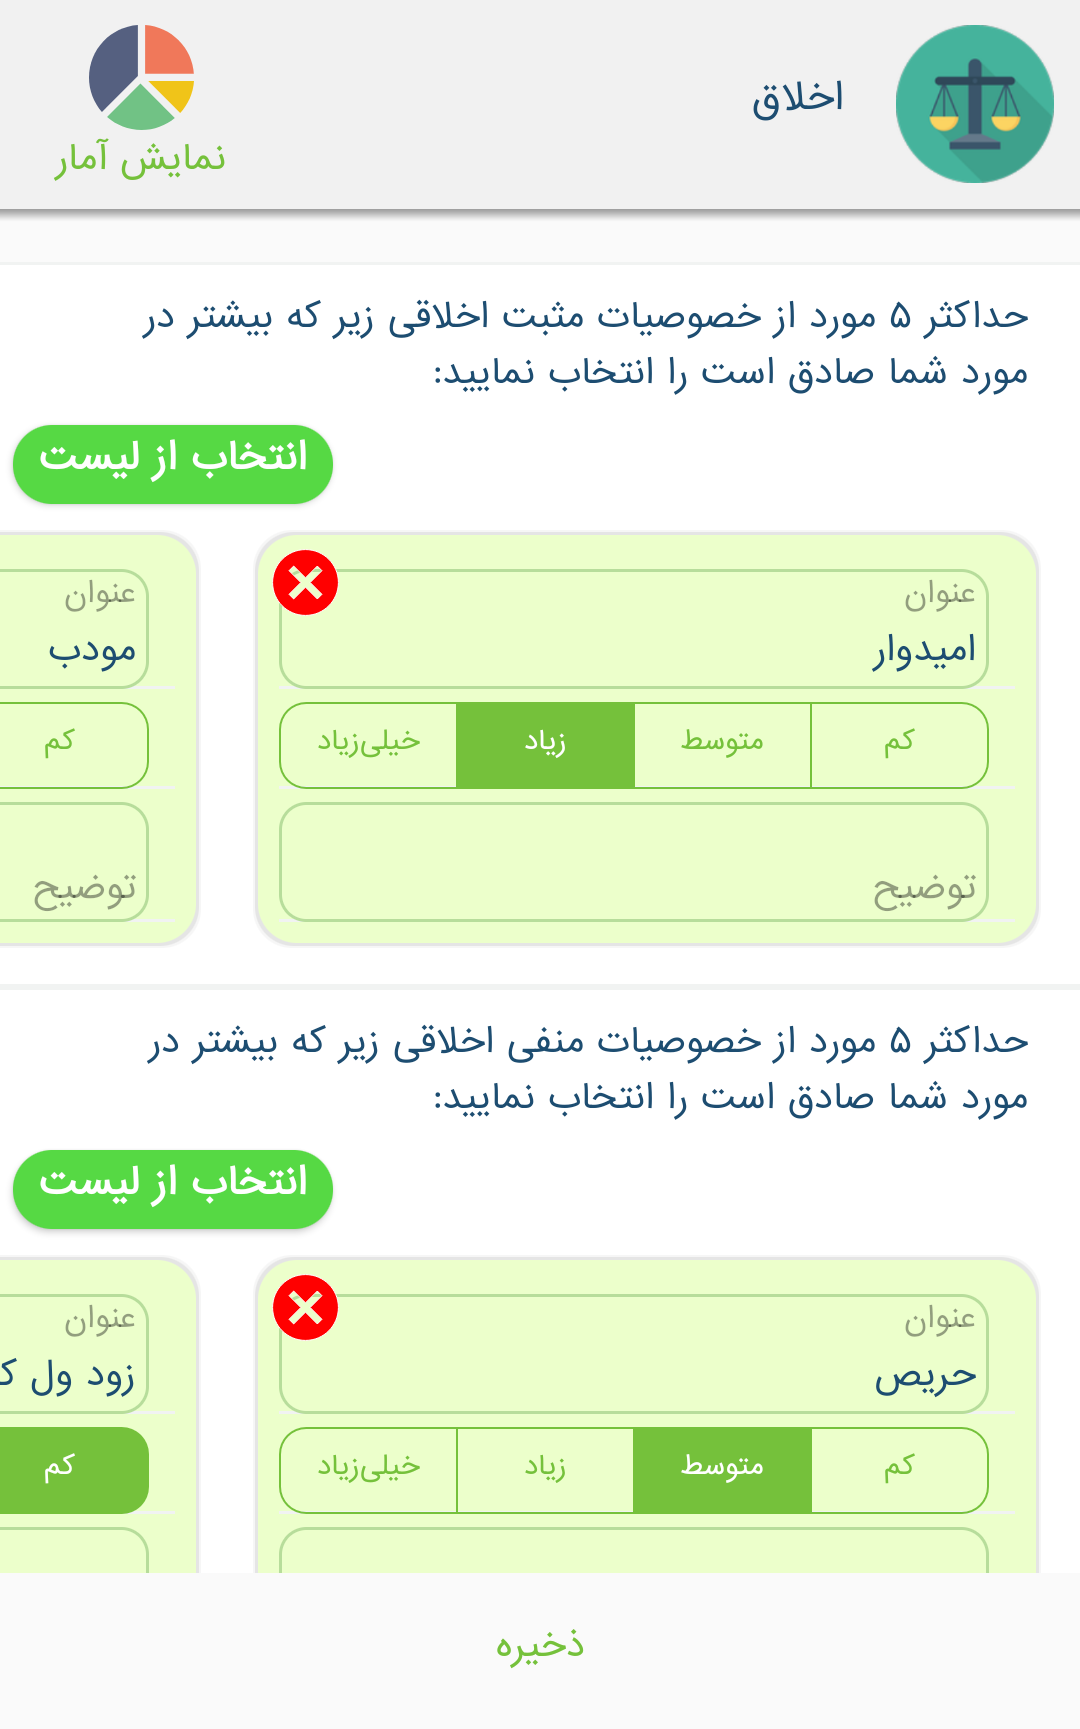 اخلاق
نمایش آمار
حداکثر ۵ مورد از خصوصیات مثبت اخلاقی زیر که بیشتر در
مورد شما صادق است را انتخاب نمایید:
انتخاب از لیست
عنوان
امیدوار
کم
متوسط
زیاد
خیلی‌زیاد
توضیح
عنوان
مودب
کم
توضیح
حداکثر ۵ مورد از خصوصیات منفی اخلاقی زیر که بیشتر در
مورد شما صادق است را انتخاب نمایید:
انتخاب از لیست
عنوان
حریص
کم
متوسط
زیاد
خیلی‌زیاد
عنوان
زود ول ک
کم
ذخیره